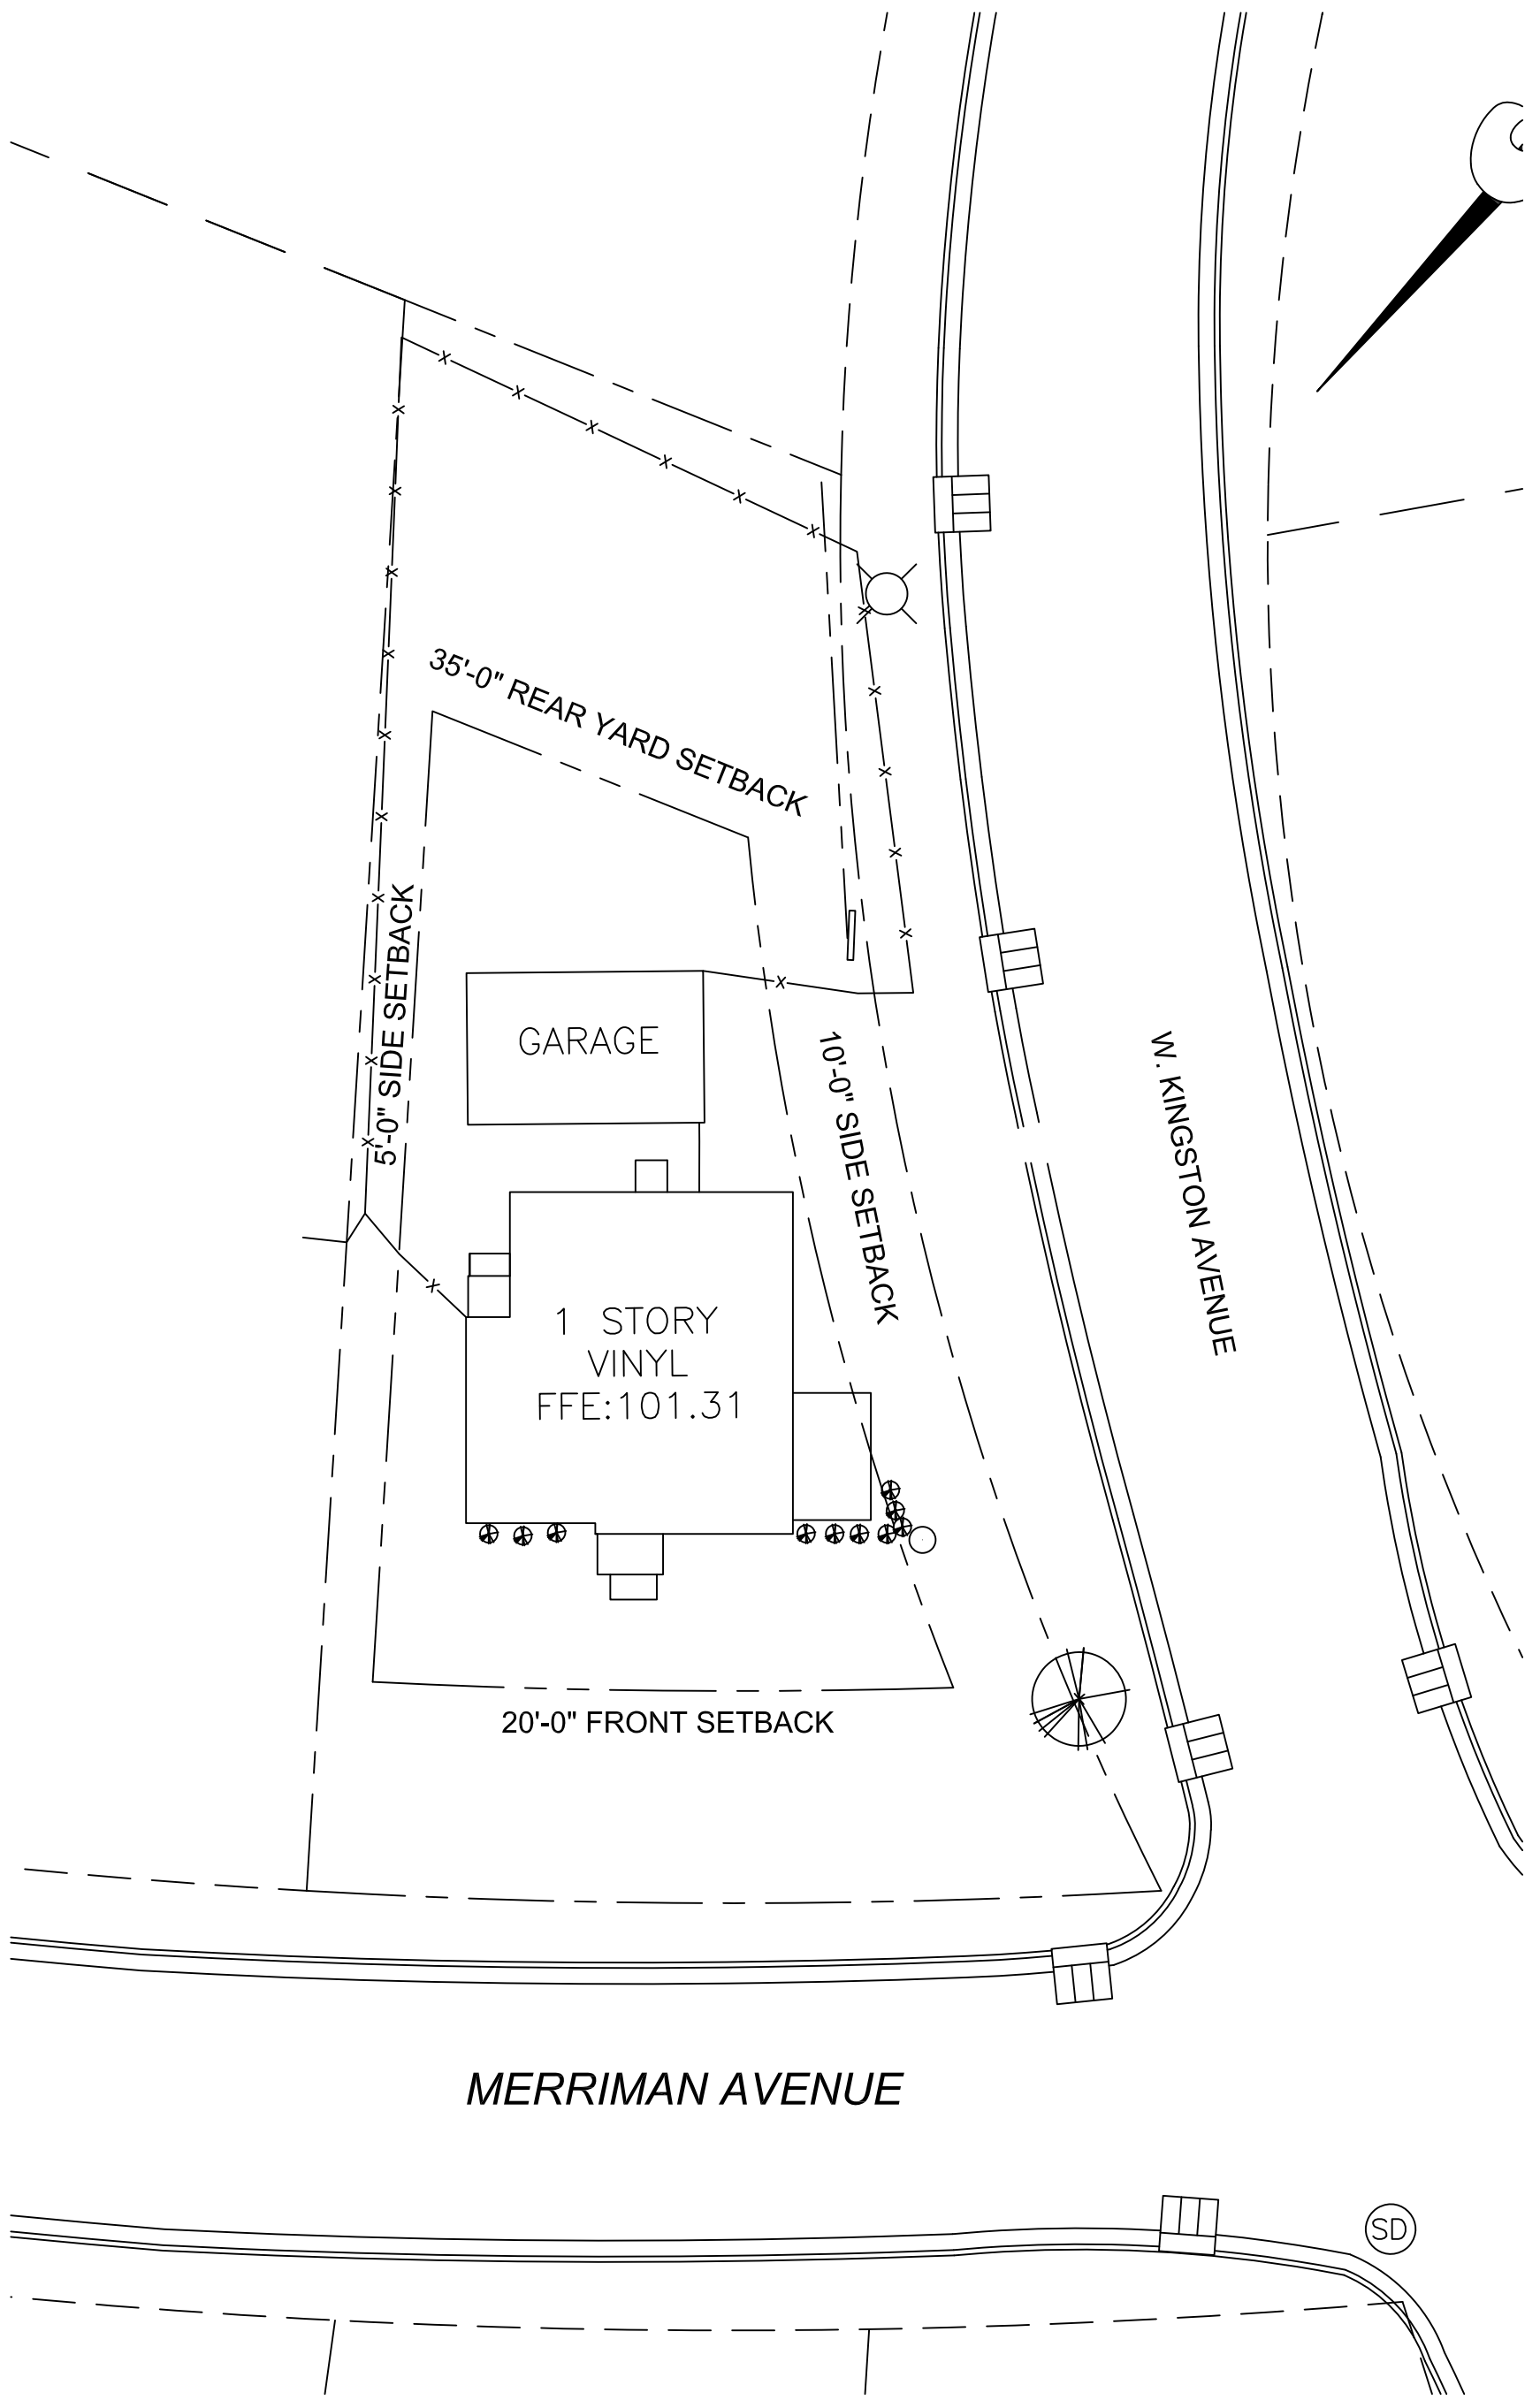 35'-0" REAR YARD SETBACK
5'-0" SIDE SETBACK
GARAGE
10'-0" SIDE SETBACK
W. KINGSTON AVENUE
1 STORY
VINYL
FFE:101.31
20'-0" FRONT SETBACK
MERRIMAN AVENUE
SD